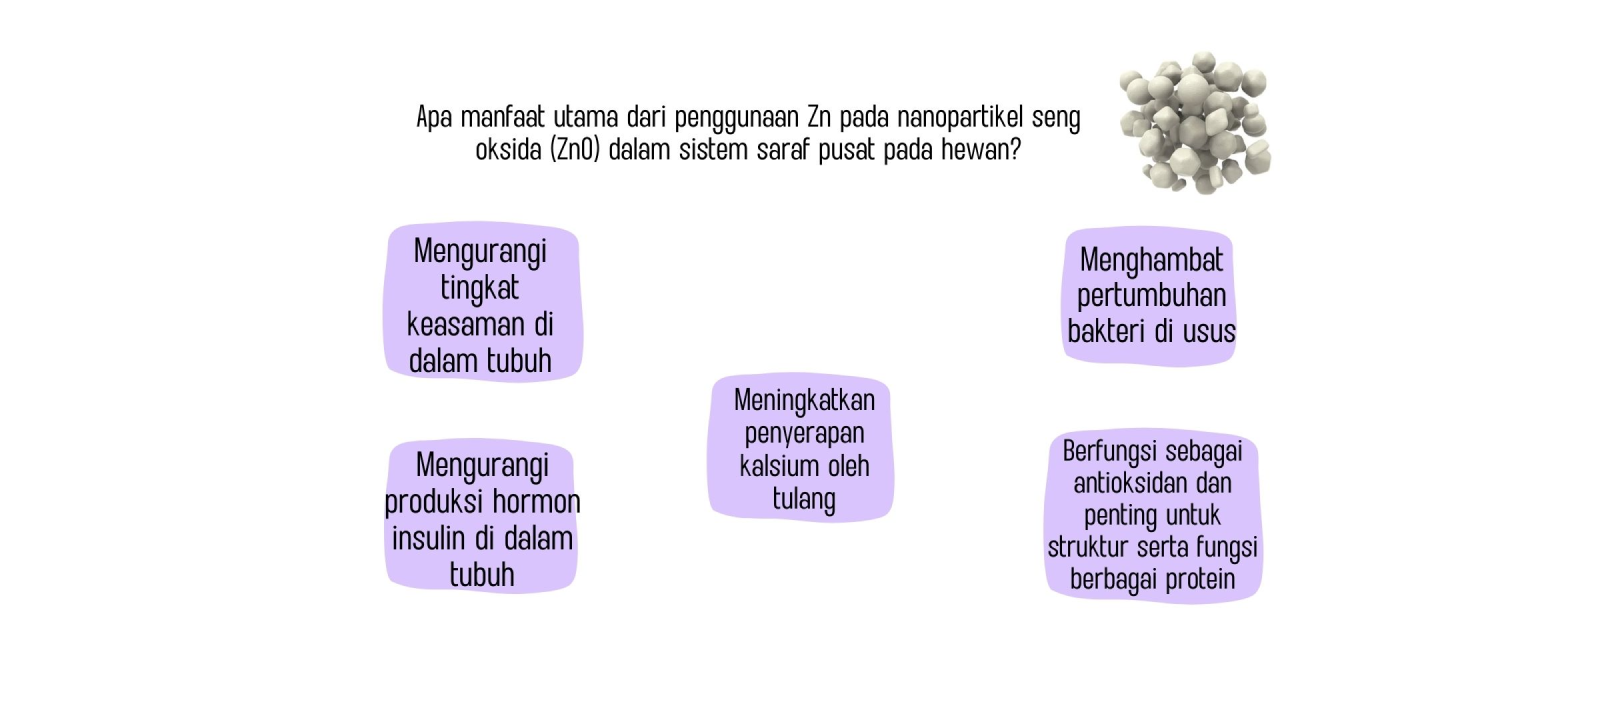 Apa manfaat utama dari penggunaan Zn pada nanopartikel seng
oksida (ZnO) dalam sistem saraf pusat pada hewan?
Mengurangi
tingkat
keasaman di
dalam tubuh
Menghambat
pertumbuhan
bakteri di usus
Meningkatkan
penyerapan
kalsium oleh
tulang
Mengurangi
produksi hormon
insulin di dalam
tubuh
Berfungsi sebagai
antioksidan dan
penting untuk
struktur serta fungsi
berbagai protein